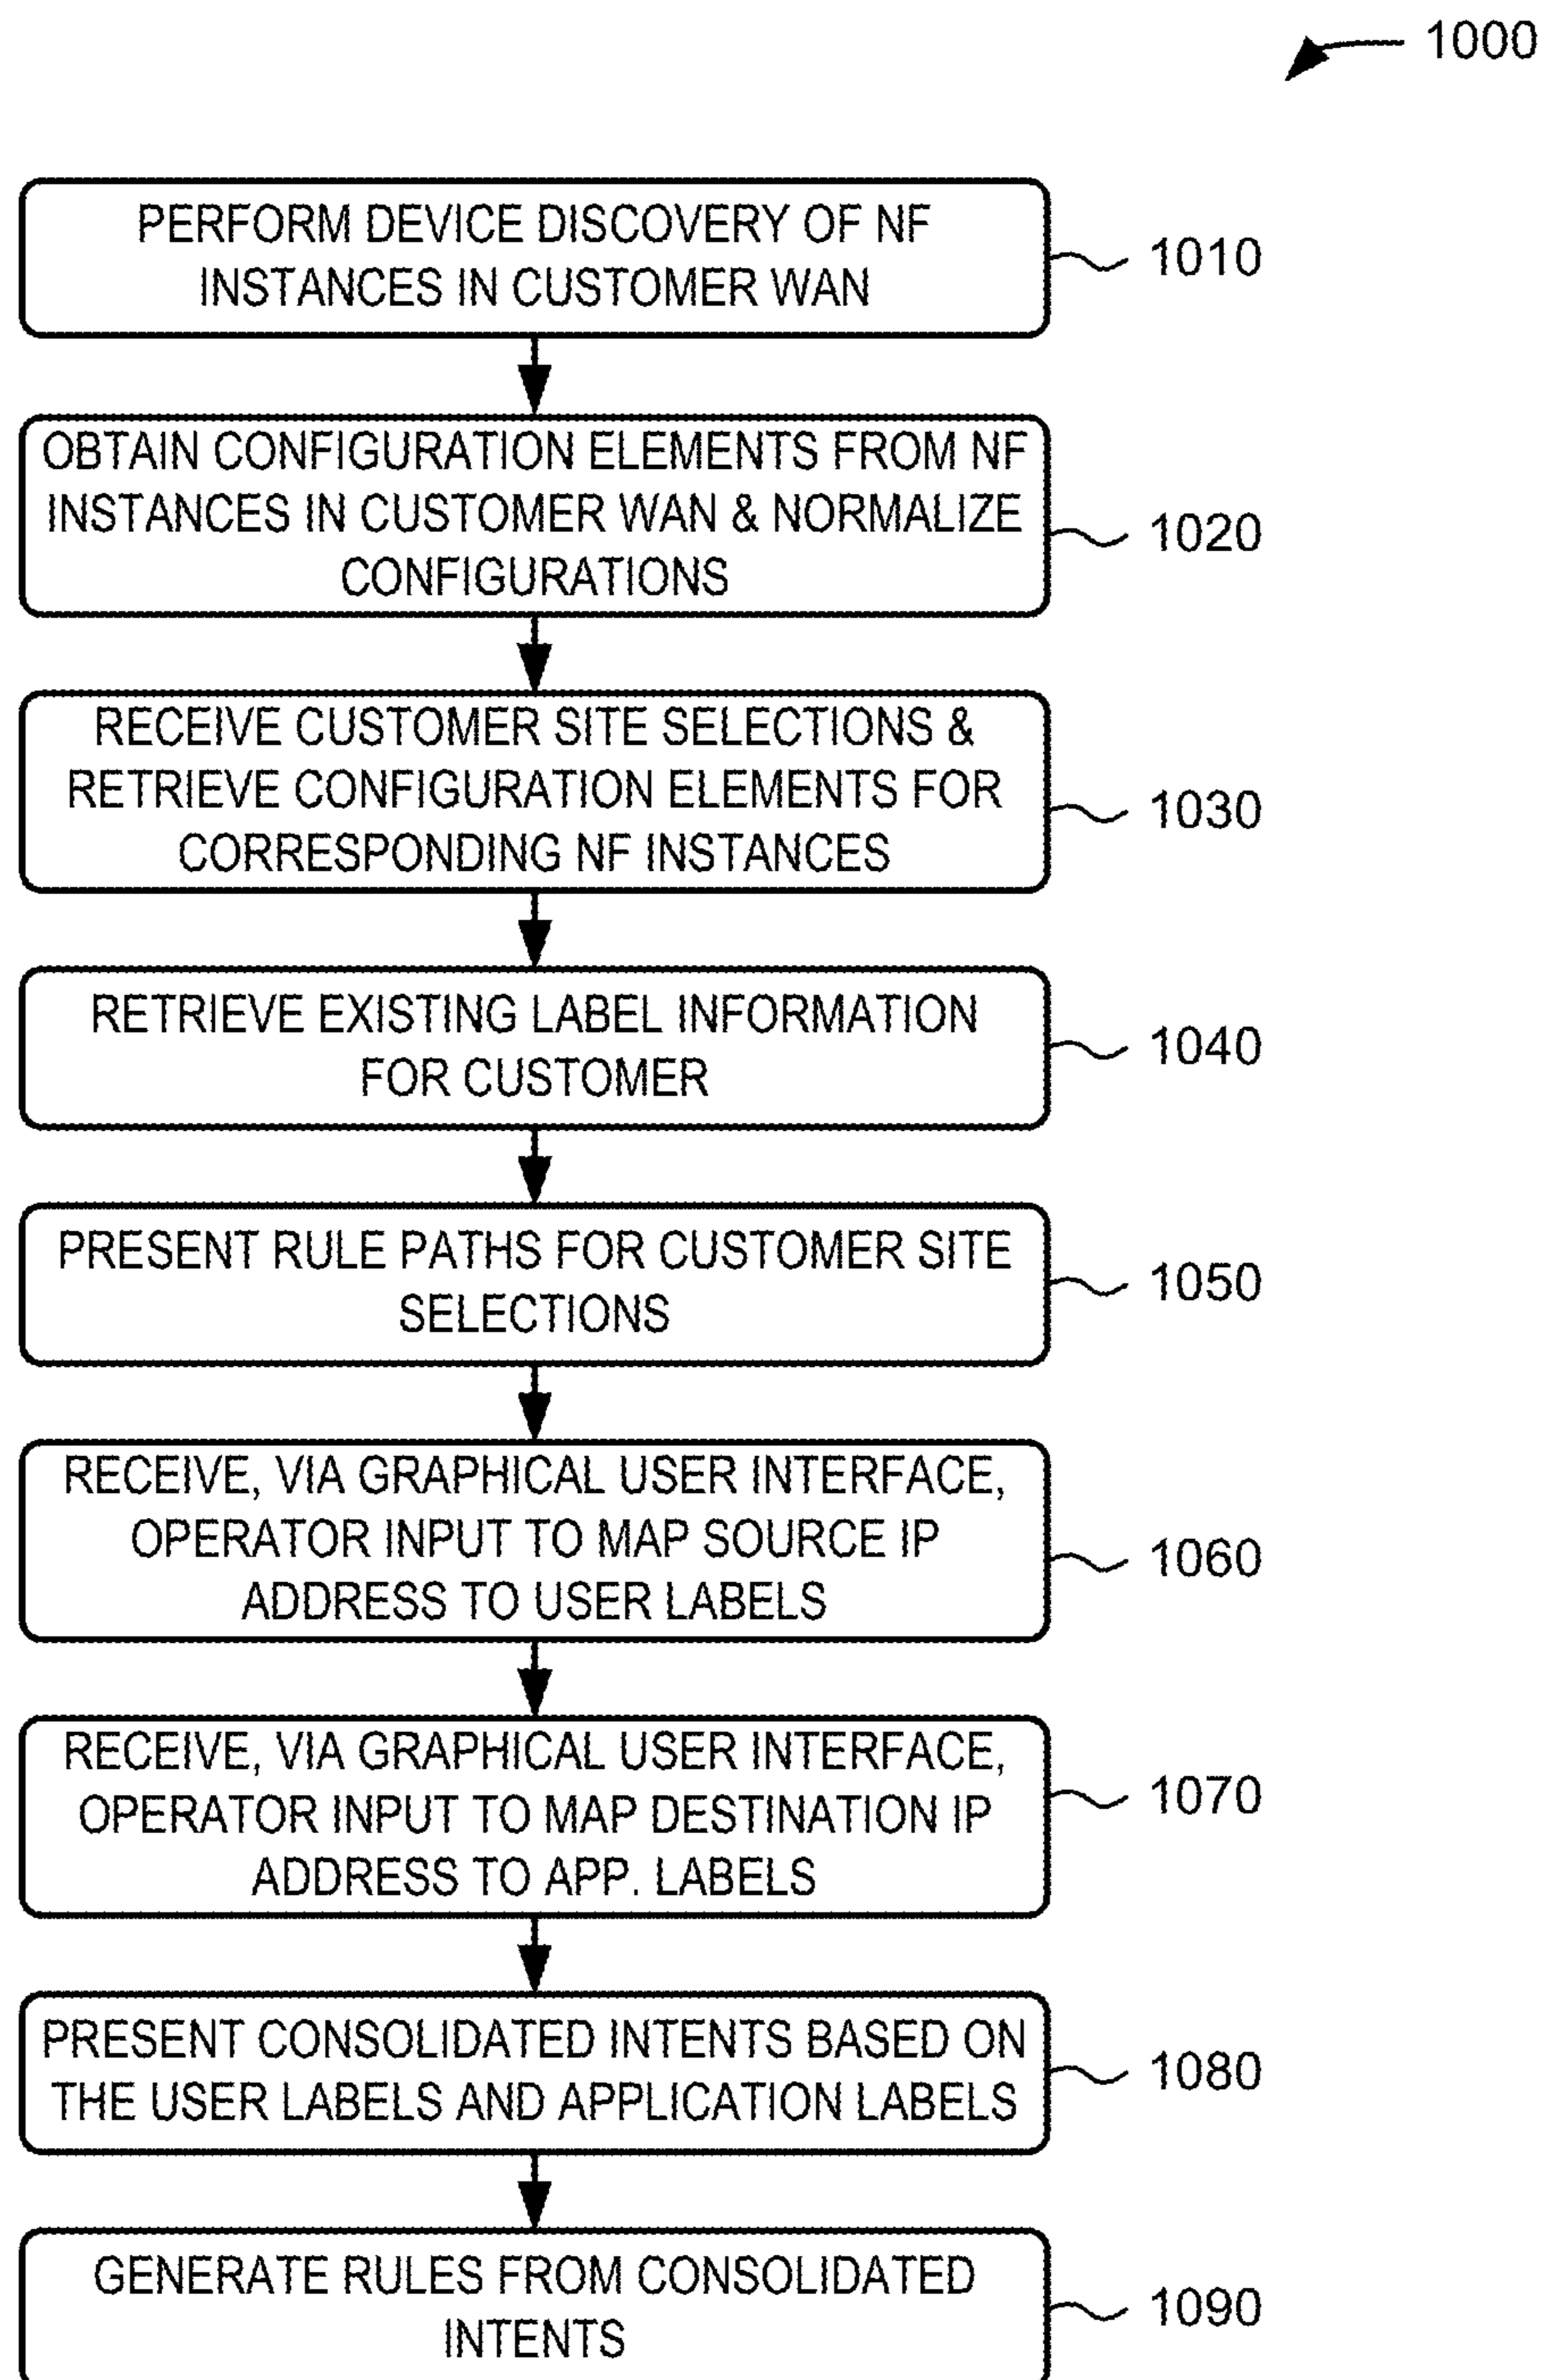 1000
PERFORM DEVICE DISCOVERY OF NF
INSTANCES IN CUSTOMER WAN
1010
OBTAIN CONFIGURATION ELEMENTS FROM NF
INSTANCES IN CUSTOMER WAN & NORMALIZE
CONFIGURATIONS
1020
RECEIVE CUSTOMER SITE SELECTIONS &
RETRIEVE CONFIGURATION ELEMENTS FOR
CORRESPONDING NF INSTANCES
1030
RETRIEVE EXISTING LABEL INFORMATION
FOR CUSTOMER
1040
PRESENT RULE PATHS FOR CUSTOMER SITE
SELECTIONS
1050
RECEIVE, VIA GRAPHICAL USER INTERFACE,
OPERATOR INPUT TO MAP SOURCE IP
ADDRESS TO USER LABELS
1060
RECEIVE, VIA GRAPHICAL USER INTERFACE,
OPERATOR INPUT TO MAP DESTINATION IP
ADDRESS TO APP. LABELS
1070
PRESENT CONSOLIDATED INTENTS BASED ON
THE USER LABELS AND APPLICATION LABELS
1080
GENERATE RULES FROM CONSOLIDATED
INTENTS
1090